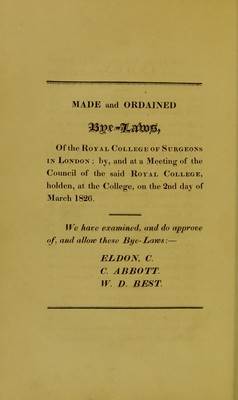 MADE and ORDAINED
Bye-Laws,
Of the ROYAL COLLEGE OF SURGEONS
IN LONDON; by, and at a Meeting of the
Council of the said ROYAL COLLEGE,
holden, at the College, on the 2nd day of
March 1826.
We have examined, and do approve
of, and allow these Bye-Laws:—
ELDON, C.
C. ABBOTT.
W. D. BEST.